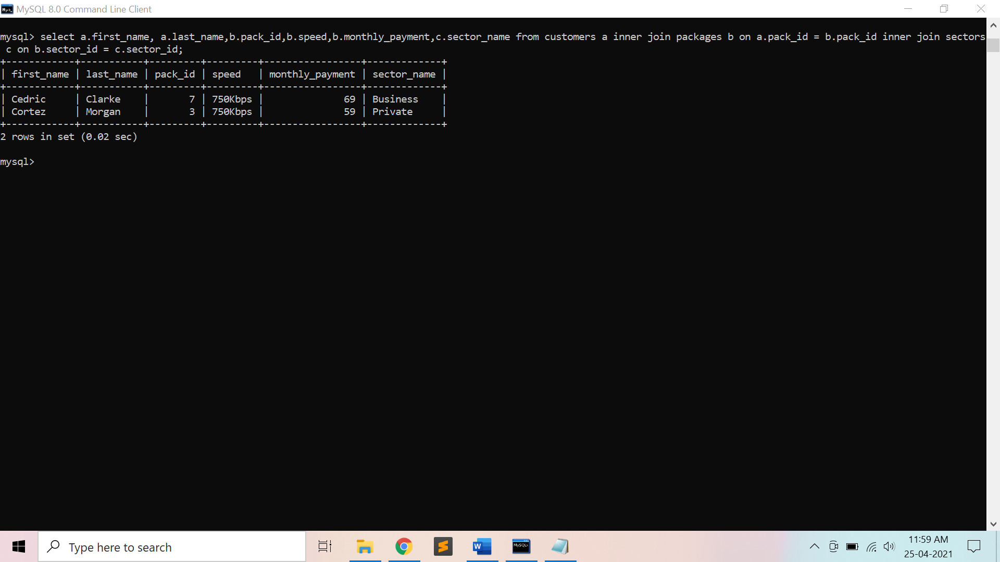 MySQL 8.0 Command Line Client
mysql> select a.first_name, a.last_name,b.pack_id,b.speed,b.monthly_payment,c.sector_name from customers a inner join packages b on a.pack_id = b.pack_id inner join sectors
 c on b.sector_id = c.sector_id;
+------------+-----------+---------+---------+-----------------+-------------+
| first_name | last_name | pack_id | speed   | monthly_payment | sector_name |
+------------+-----------+---------+---------+-----------------+-------------+
| Cedric     | Clarke    |       7 | 750Kbps |              69 | Business    |
| Cortez     | Morgan    |       3 | 750Kbps |              59 | Private     |
+------------+-----------+---------+---------+-----------------+-------------+
2 rows in set (0.02 sec)
mysql>
Type here to search
W
MySQL>
11:59 AM
25-04-2021